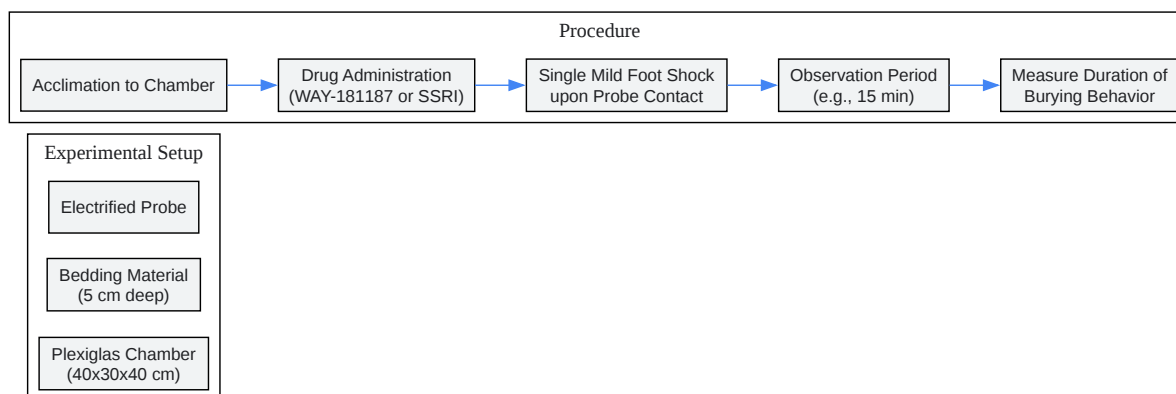 Procedure
Acclimation to Chamber
Drug Administration
(WAY-181187 or SSRI)
Single Mild Foot Shock
upon Probe Contact
Observation Period
(e.g., 15 min)
Measure Duration of
Burying Behavior
Experimental Setup
Electrified Probe
Bedding Material
(5 cm deep)
Plexiglas Chamber
(40x30x40 cm)